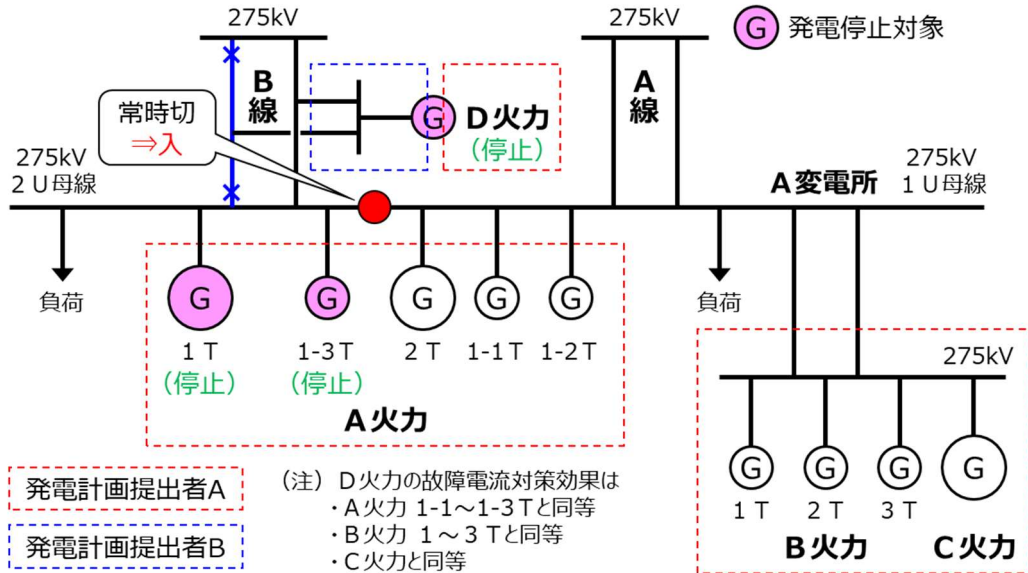 275kV
275kV
G 発電停止対象
B線
A線
常時切
⇒入
G
D火力
(停止)
275kV
2U母線
A変電所
275kV
1U母線
負荷
G
G
G
G
G
負荷
1T
1-3T
2T
1-1T
1-2T
(停止)
(停止)
A火力
275kV
G
G
G
G
1T
2T
3T
B火力
C火力
発電計画提出者A
発電計画提出者B
(注) D火力の故障電流対策効果は
・A火力 1-1～1-3Tと同等
・B火力 1～3Tと同等
・C火力と同等